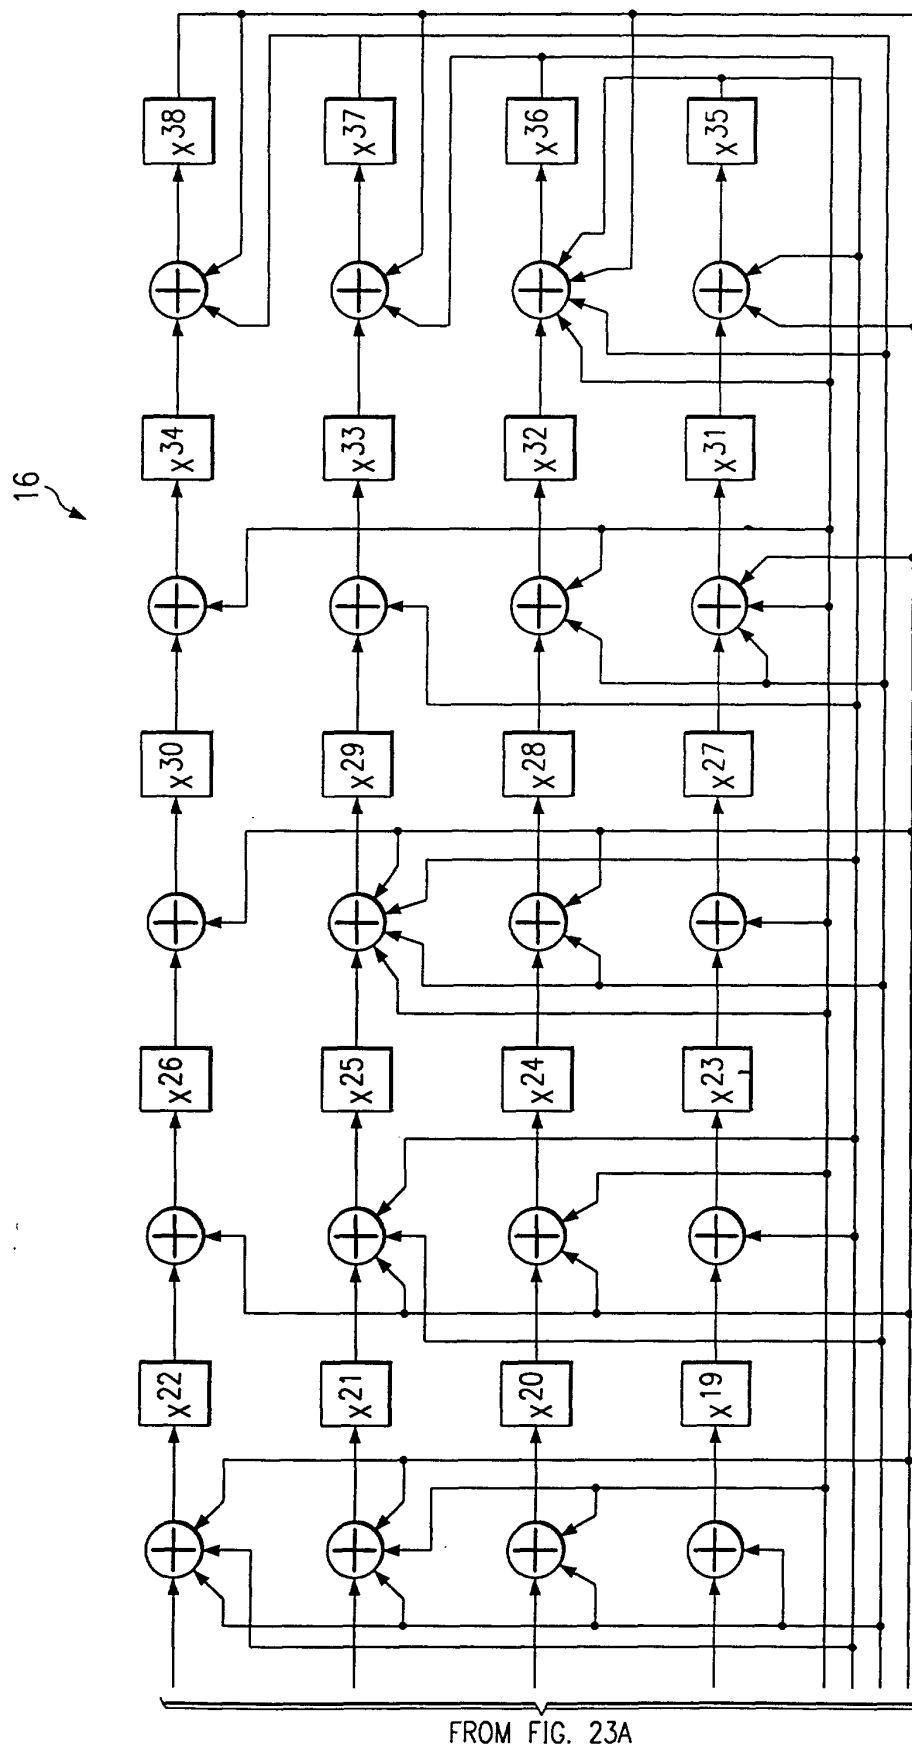 16
X³⁸
X³⁷
X³⁶
X³⁵
X³⁴
X³³
X³²
X³¹
X³⁰
X²⁹
X²⁸
X²⁷
X²⁶
X²⁵
X²⁴
X²³
X²²
X²¹
X²⁰
X¹⁹
FROM FIG. 23A